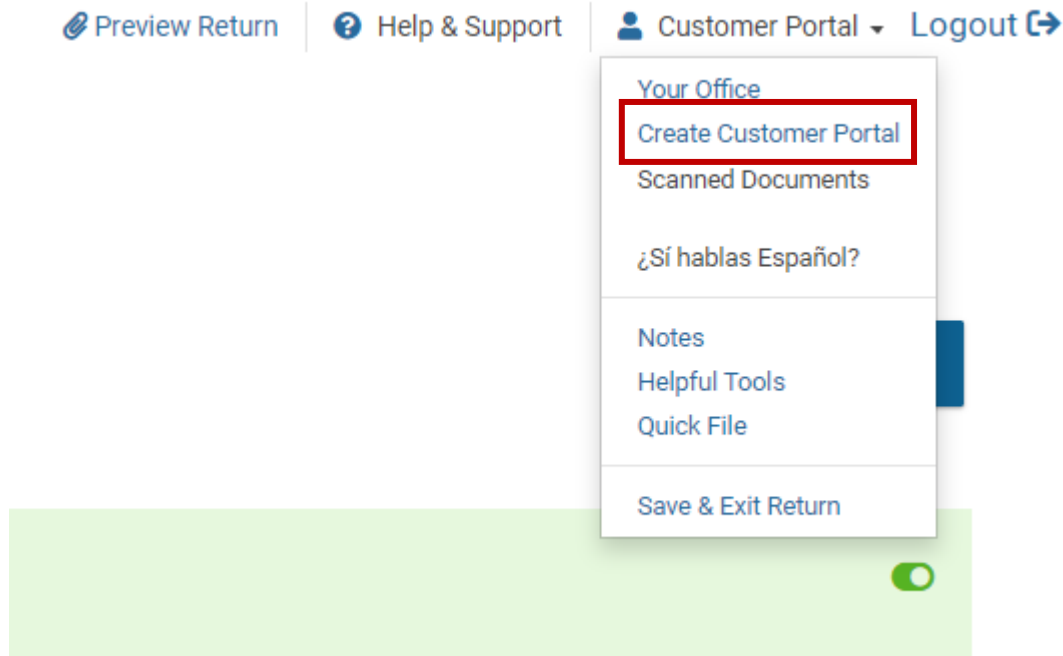 Preview Return Help & Support Customer Portal Logout
Your Office
Create Customer Portal
Scanned Documents
¿Sí hablas Español?
Notes
Helpful Tools
Quick File
Save & Exit Return